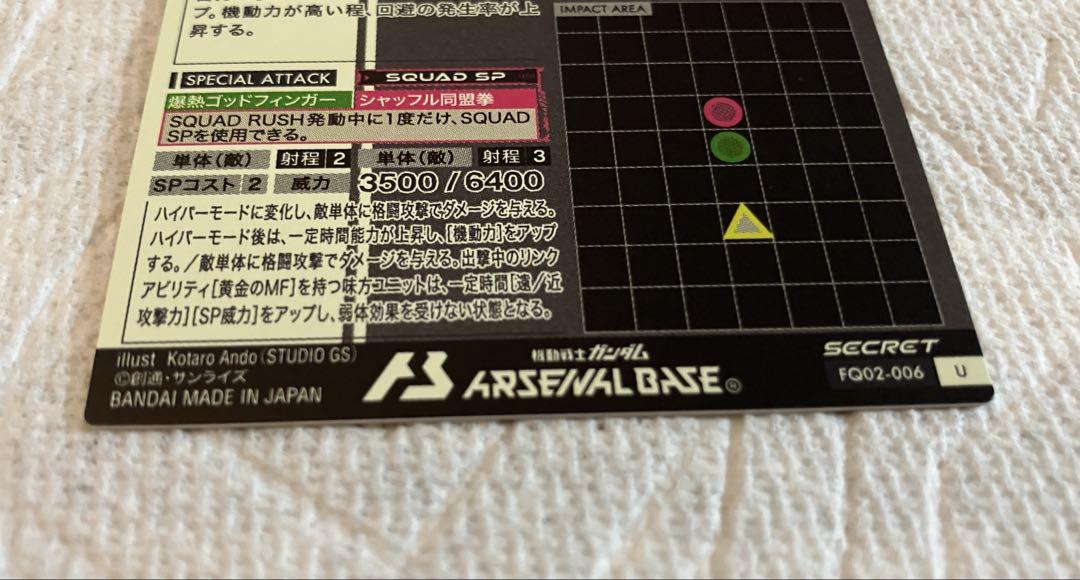 プ。機動力が高い程、回避の発生率が上
昇する。
IMPACT AREA
SPECIAL ATTACK
SQUAD SP
爆熱ゴッドフィンガー
シャッフル同盟拳
SQUAD RUSH発動中に1度だけ、SQUAD
SPを使用できる。
単体(敵) 射程 2 単体(敵) 射程 3
SPコスト 2 威力 3500 / 6400
ハイパーモードに変化し、敵単体に格闘攻撃でダメージを与える。
ハイパーモード後は、一定時間能力が上昇し、[機動力]をアップ
する。／敵単体に格闘攻撃でダメージを与える。出撃中のリンク
アビリティ[黄金のMF]を持つ味方ユニットは、一定時間[遠／近
攻撃力][SP威力]をアップし、弱体効果を受けない状態となる。
illust Kotaro Ando (STUDIO GS)
©創通・サンライズ
BANDAI MADE IN JAPAN
機動戦士ガンダム
ARSENAL BASE
SECRET
FQ02-006 U